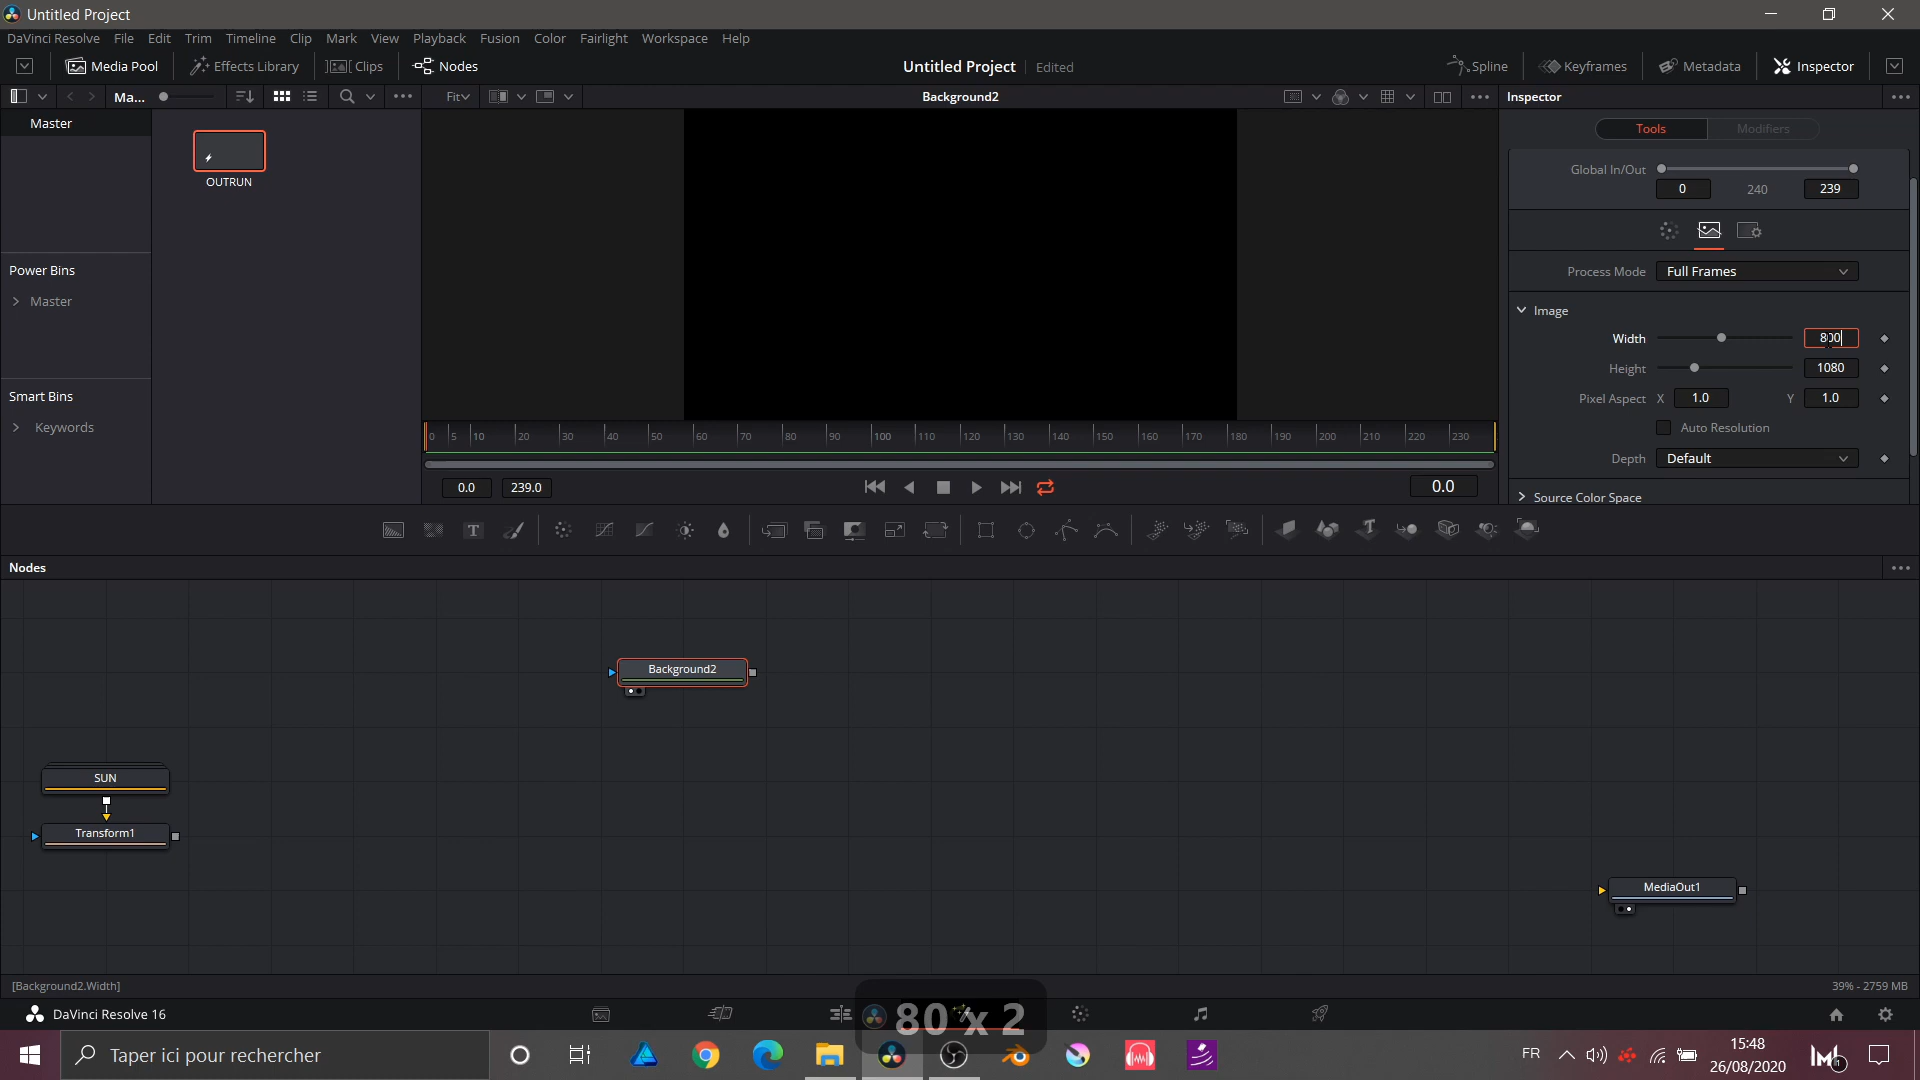 Untitled Project
DaVinci Resolve File Edit Trim Timeline Clip Mark View Playback Fusion Color Fairlight Workspace Help
Media Pool Effects Library Clips Nodes Untitled Project Edited Spline Keyframes Metadata Inspector
Ma... Fit Background2 Inspector
Master
Tools Modifiers
OUTRUN
Global In/Out
0 240 239
Power Bins
Master
Process Mode Full Frames
Image
Width 800
Height 1080
Smart Bins
Pixel Aspect X 1.0 Y 1.0
Keywords
Auto Resolution
0 5 10 20 30 40 50 60 70 80 90 100 110 120 130 140 150 160 170 180 190 200 210 220 230
Depth Default
0.0 239.0 0.0
Source Color Space
Nodes
Background2
SUN
Transform1
MediaOut1
[Background2.Width] 39% - 2759 MB
DaVinci Resolve 16
80 x 2
Taper ici pour rechercher
FR 15:48
26/08/2020
1